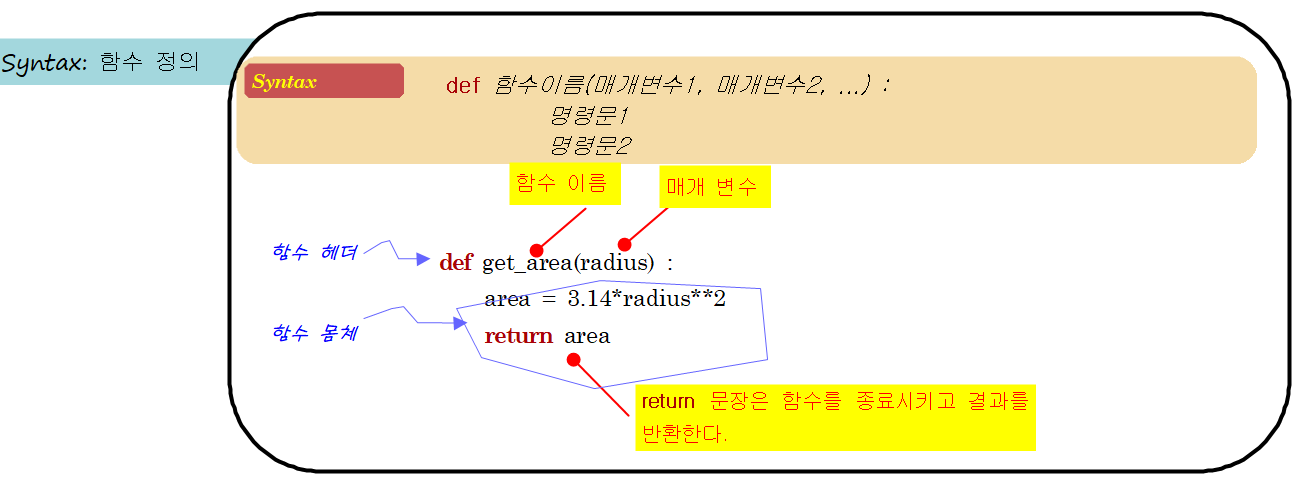 Syntax: 함수 정의
Syntax
def 함수이름(매개변수1, 매개변수2, ...) :
명령문1
명령문2
함수 이름
매개 변수
함수 헤더
def get_area(radius) :
area = 3.14*radius**2
함수 몸체
return area
return 문장은 함수를 종료시키고 결과를
반환한다.